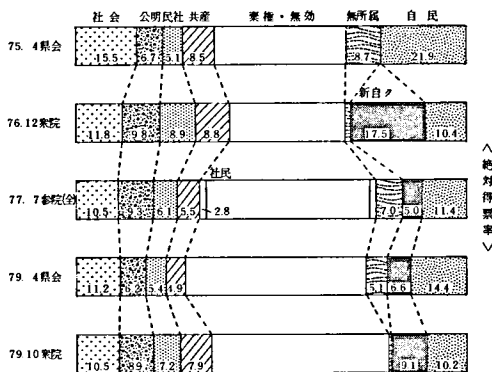 社会 公明 民社 共産 棄権・無効 無所属 自民
75. 4県会 15.5 6.7 5.1 8.5 8.7 21.9
新自ク
76.12衆院 11.8 9.8 8.9 8.8 17.5 10.4
社民
77. 7参院(全) 10.5 9.3 6.1 5.5 2.8 7.0 5.0 11.4
79. 4県会 11.2 5.4 4.9 5.1 6.6 14.4
79 10衆院 10.5 8.9 7.2 7.9 9.1 10.2
〈絶対得票率〉